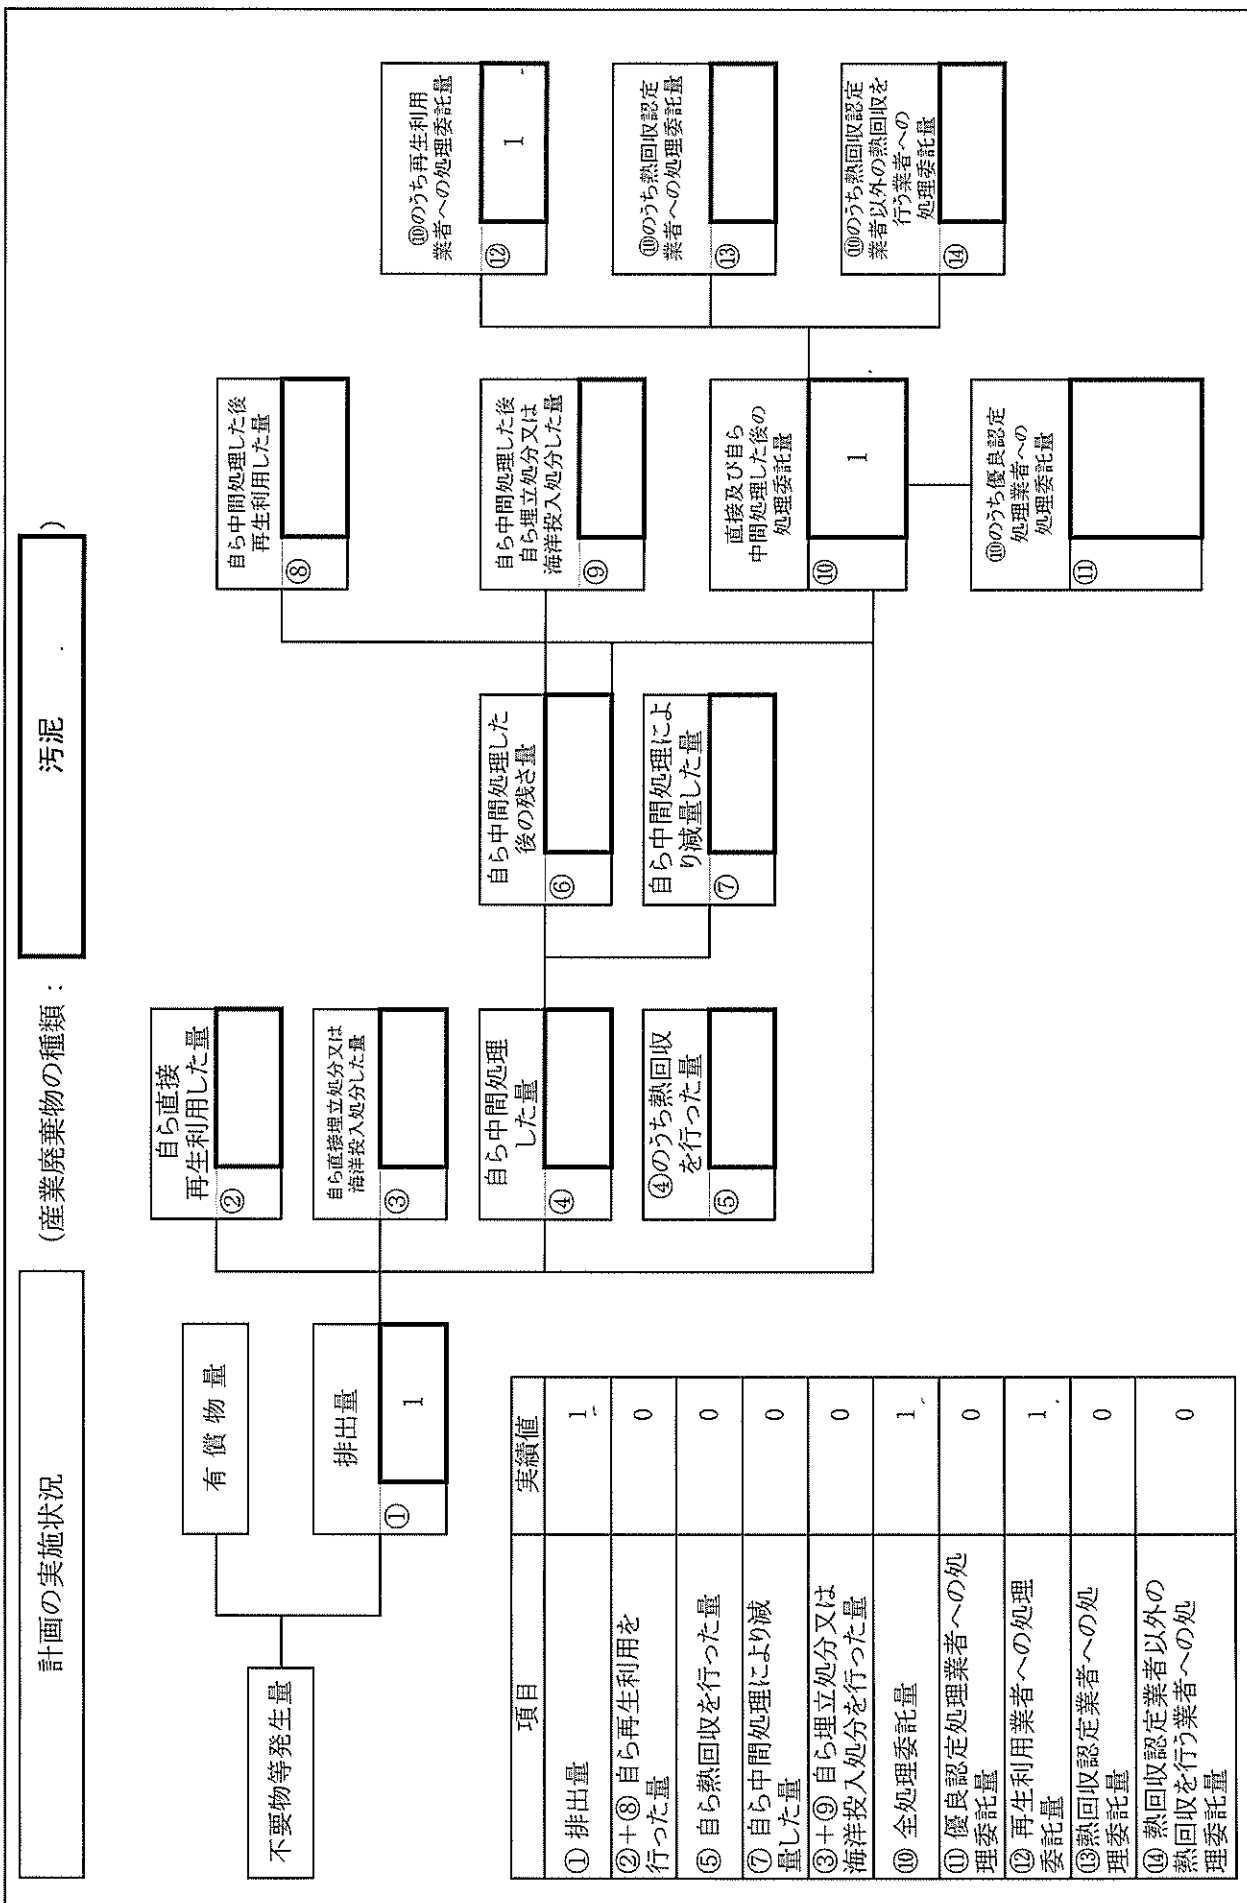 計画の実施状況
(産業廃棄物の種類：
汚泥
)
不要物等発生量
有償物量
排出量
① 1
自ら直接
再生利用した量
②
自ら直接埋立処分又は
海洋投入処分した量
③
自ら中間処理
した量
④
④のうち熱回収
を行った量
⑤
自ら中間処理した
後の残さ量
⑥
自ら中間処理によ
り減量した量
⑦
自ら中間処理した後
再生利用した量
⑧
自ら中間処理した後
自ら埋立処分又は
海洋投入処分した量
⑨
直接及び自ら
中間処理した後の
処理委託量
⑩ 1
⑩のうち優良認定
処理業者への
処理委託量
⑪
⑩のうち再生利用
業者への処理委託量
⑫ 1
⑩のうち熱回収認定
業者への処理委託量
⑬
⑩のうち熱回収認定
業者以外の熱回収を
行う業者への
処理委託量
⑭
項目 実績値
① 排出量 1
②＋⑧ 自ら再生利用を
行った量 0
⑤ 自ら熱回収を行った量 0
⑦ 自ら中間処理により減
量した量 0
③＋⑨ 自ら埋立処分又は
海洋投入処分を行った量 0
⑩ 全処理委託量 1
⑪ 優良認定処理業者への処
理委託量 0
⑫ 再生利用業者への処理
委託量 1
⑬熱回収認定業者への処
理委託量 0
⑭ 熱回収認定業者以外の
熱回収を行う業者への処
理委託量 0